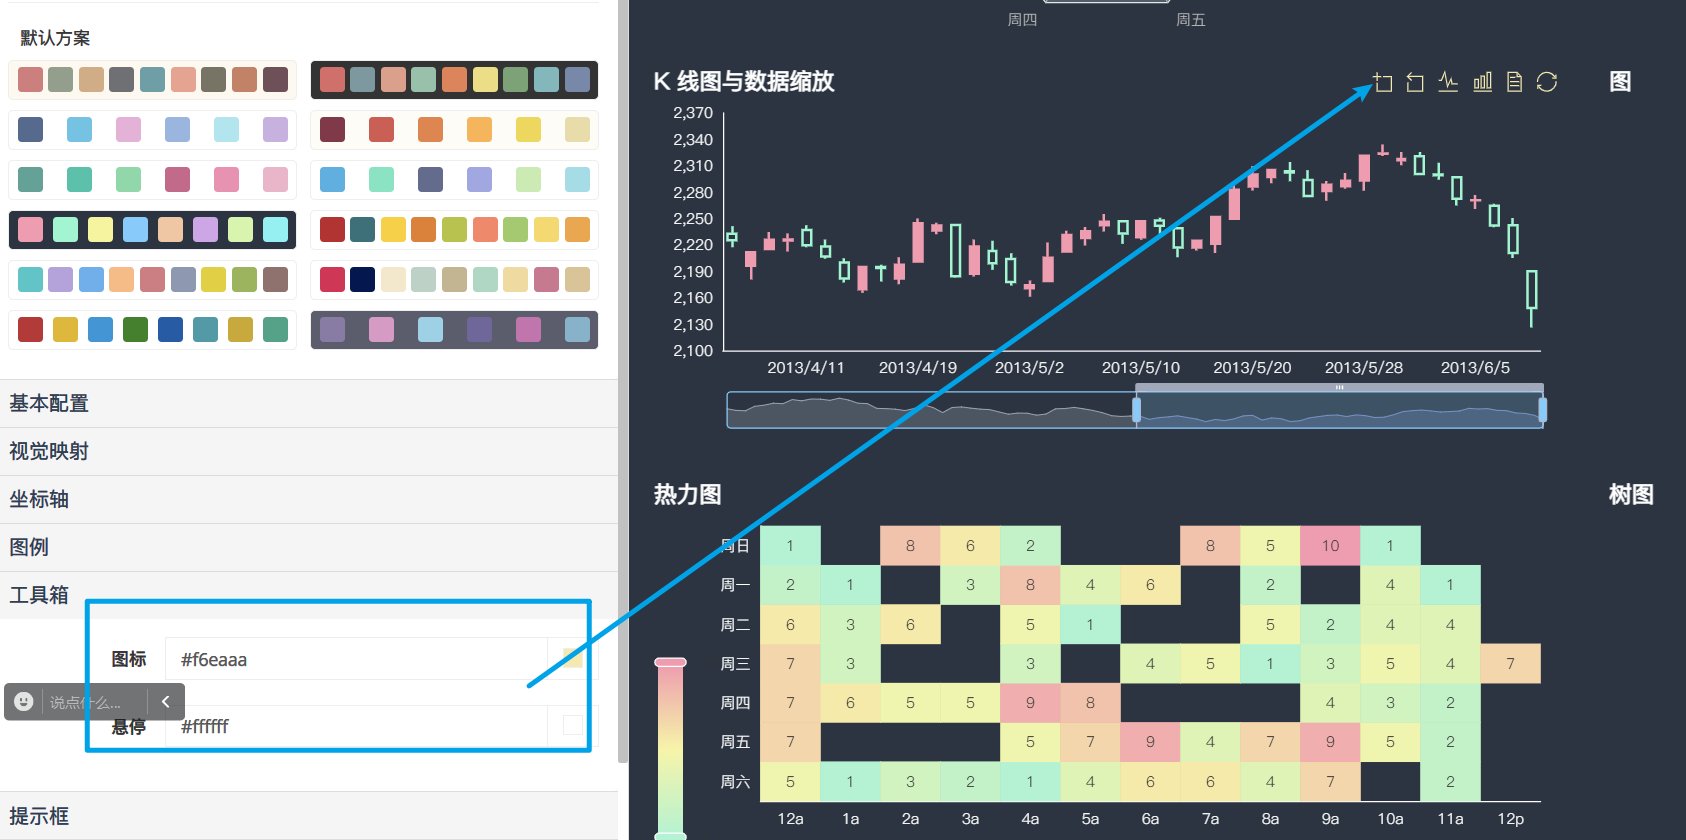 默认方案
基本配置
视觉映射
坐标轴
图例
工具箱
图标 #f6eaaa
说点什么...
悬停 #ffffff
提示框
周四 周五
K 线图与数据缩放
图
2,370
2,340
2,310
2,280
2,250
2,220
2,190
2,160
2,130
2,100
2013/4/11 2013/4/19 2013/5/2 2013/5/10 2013/5/20 2013/5/28 2013/6/5
热力图
树图
周日 1 8 6 2 8 5 10 1
周一 2 1 3 8 4 6 2 4 1
周二 6 3 6 5 1 5 2 4 4
周三 7 3 3 4 5 1 3 5 4 7
周四 7 6 5 5 9 8 4 3 2
周五 7 5 7 9 4 7 9 5 2
周六 5 1 3 2 1 4 6 6 4 7 2
12a 1a 2a 3a 4a 5a 6a 7a 8a 9a 10a 11a 12p